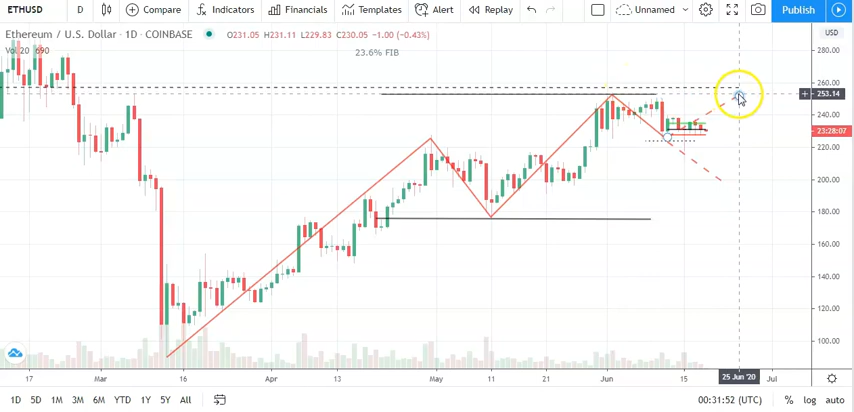 ETHUSD D Compare Indicators Financials Templates Alert Replay Unnamed Publish
Ethereum / U.S. Dollar · 1D · COINBASE O231.05 H231.11 L229.83 C230.05 −1.00 (−0.43%) USD
Vol 20 690
23.6% FIB
280.00
260.00
253.14
240.00
23:28:07
220.00
200.00
180.00
160.00
140.00
120.00
100.00
17 Mar 16 Apr 13 May 11 21 Jun 15 25 Jun '20 Jul
1D 5D 1M 3M 6M YTD 1Y 5Y All 00:31:52 (UTC) % log auto